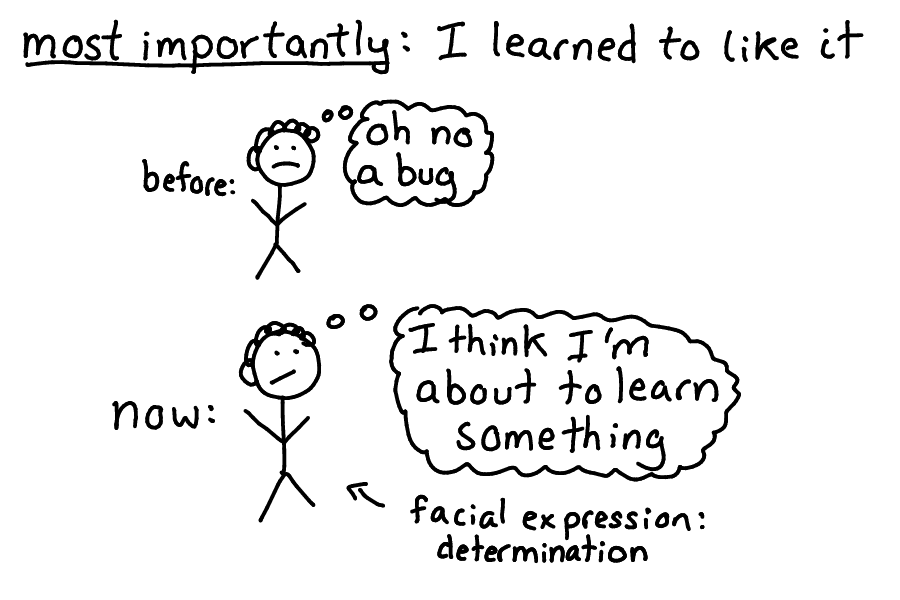 most importantly: I learned to like it
before:
oh no
a bug
now:
I think I'm
about to learn
something
facial expression:
determination